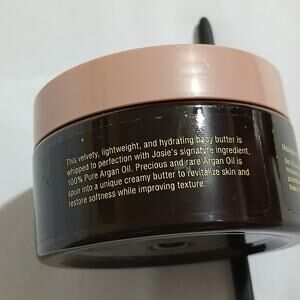 This velvety, lightweight, and hydrating body butter is
whipped to perfection with Josie's signature ingredient,
100% Pure Argan Oil. Precious and rare Argan Oil is
spun into a unique creamy butter to revitalize skin and
restore softness while improving texture.